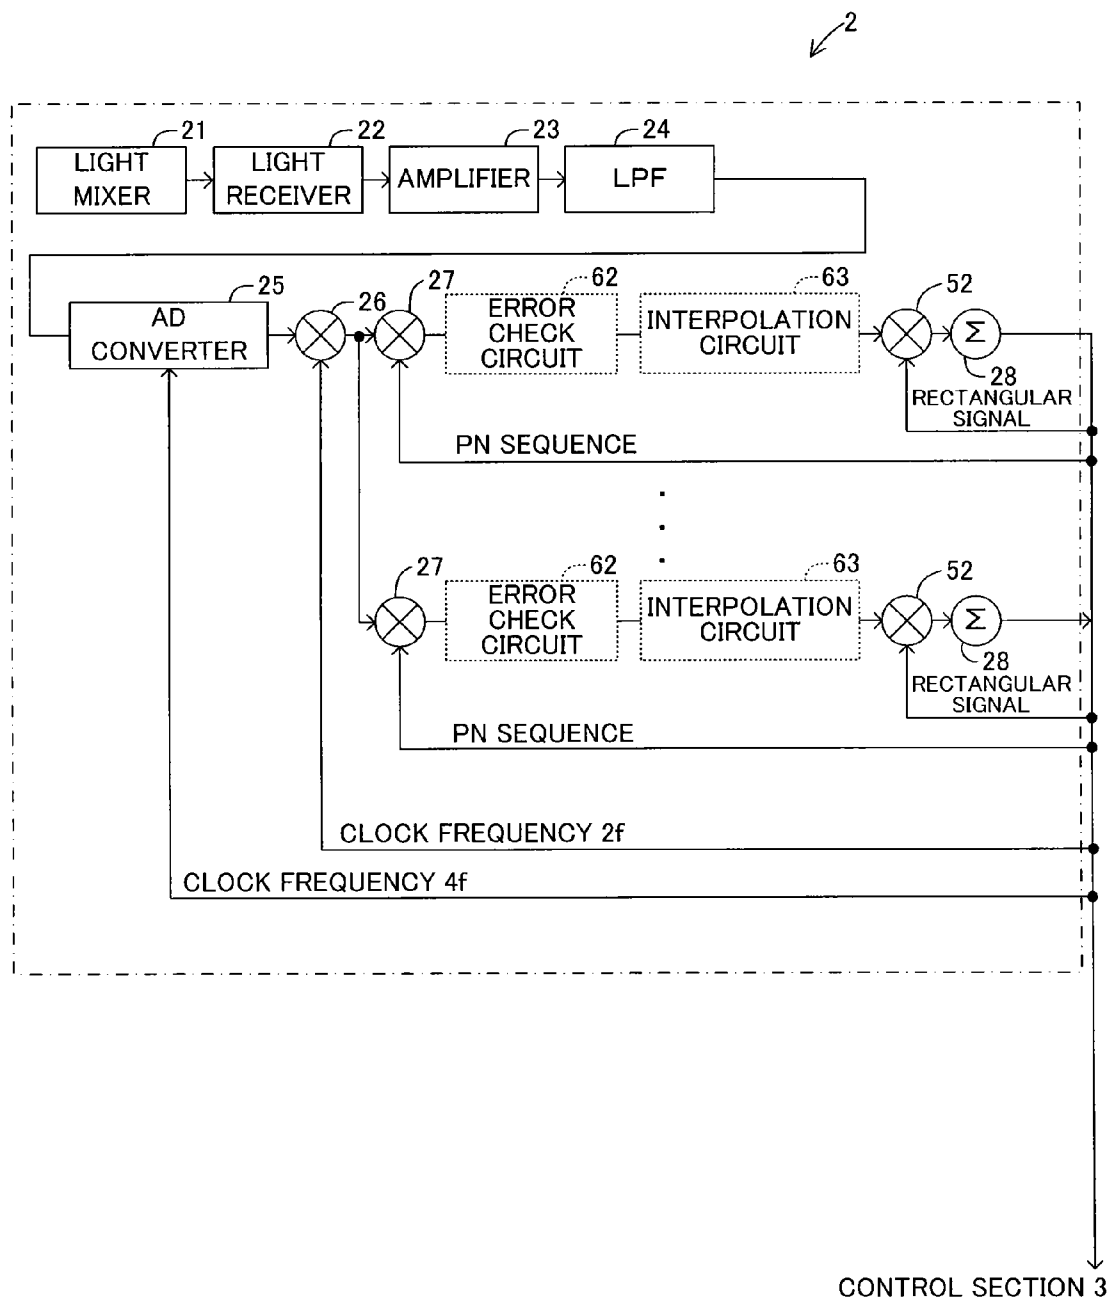 2
21
22
23
24
LIGHT
MIXER
LIGHT
RECEIVER
AMPLIFIER
LPF
25
26
27
62
63
52
AD
CONVERTER
ERROR
CHECK
CIRCUIT
INTERPOLATION
CIRCUIT
Σ
28
RECTANGULAR
SIGNAL
PN SEQUENCE
27
62
63
52
ERROR
CHECK
CIRCUIT
INTERPOLATION
CIRCUIT
Σ
28
RECTANGULAR
SIGNAL
PN SEQUENCE
CLOCK FREQUENCY 2f
CLOCK FREQUENCY 4f
CONTROL SECTION 3